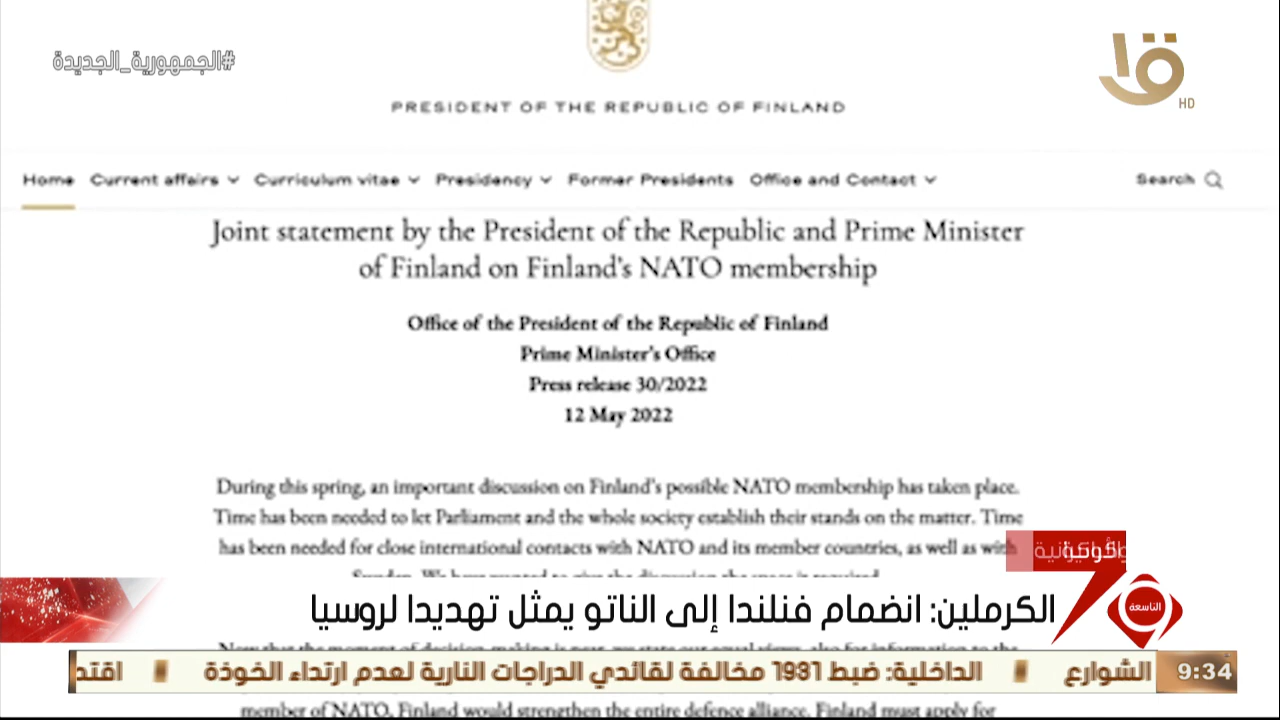 #الجمهورية_الجديدة
HD
PRESIDENT OF THE REPUBLIC OF FINLAND
Home Current affairs Curriculum vitae Presidency Former Presidents Office and Contact Search
Joint statement by the President of the Republic and Prime Minister
of Finland on Finland's NATO membership
Office of the President of the Republic of Finland
Prime Minister's Office
Press release 30/2022
12 May 2022
During this spring, an important discussion on Finland's possible NATO membership has taken place.
Time has been needed to let Parliament and the whole society establish their stands on the matter. Time
has been needed for close international contacts with NATO and its member countries, as well as with
الكرملين: انضمام فنلندا إلى الناتو يمثل تهديدا لروسيا
التاسعة
الشوارع الداخلية: ضبط 1981 مخالفة لقائدي الدراجات النارية لعدم ارتداء الخوذة
9:34
member of NATO, Finland would strengthen the entire defence alliance. Finland must apply for